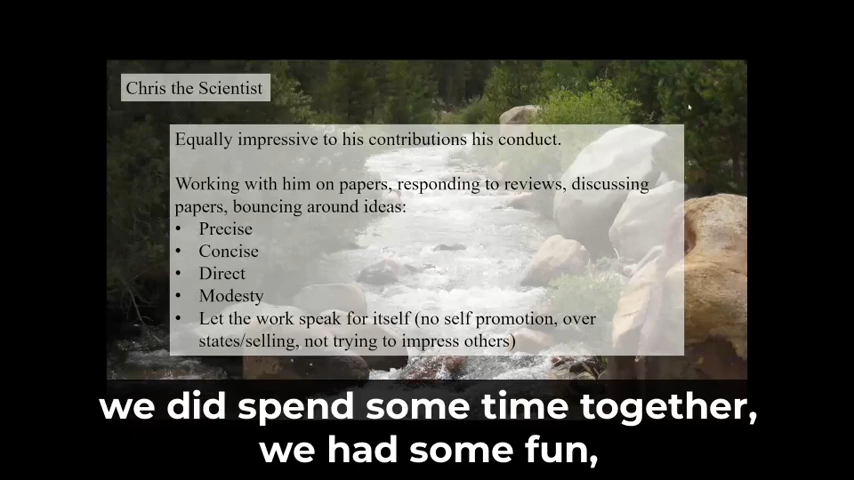 Chris the Scientist
Equally impressive to his contributions his conduct.
Working with him on papers, responding to reviews, discussing
papers, bouncing around ideas:
• Precise
• Concise
• Direct
• Modesty
• Let the work speak for itself (no self promotion, over
states/selling, not trying to impress others)
we did spend some time together,
we had some fun,